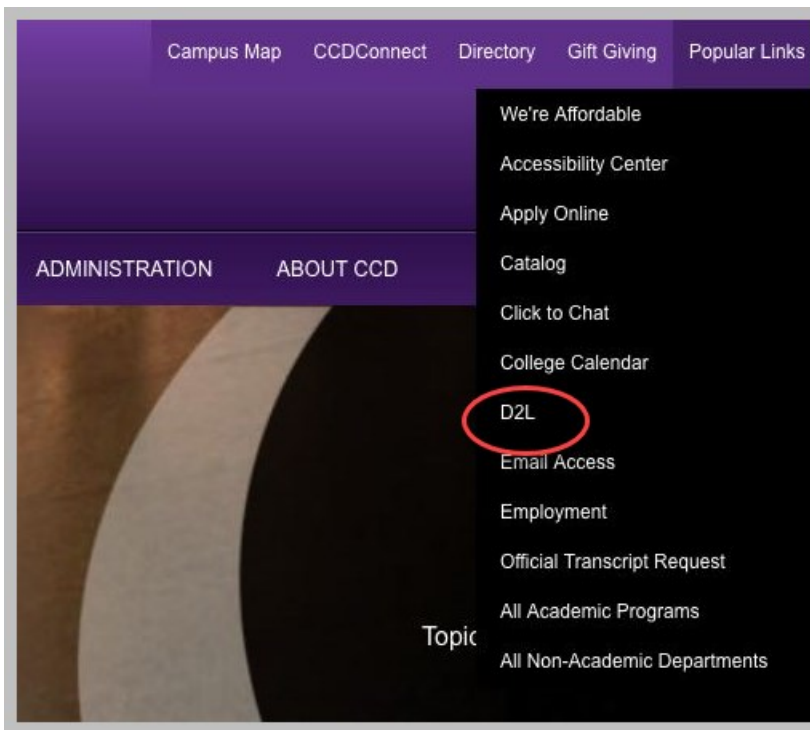 Campus Map CCDConnect Directory Gift Giving Popular Links
We're Affordable
Accessibility Center
Apply Online
ADMINISTRATION ABOUT CCD
Catalog
Click to Chat
College Calendar
D2L
Email Access
Employment
Official Transcript Request
All Academic Programs
Topic
All Non-Academic Departments